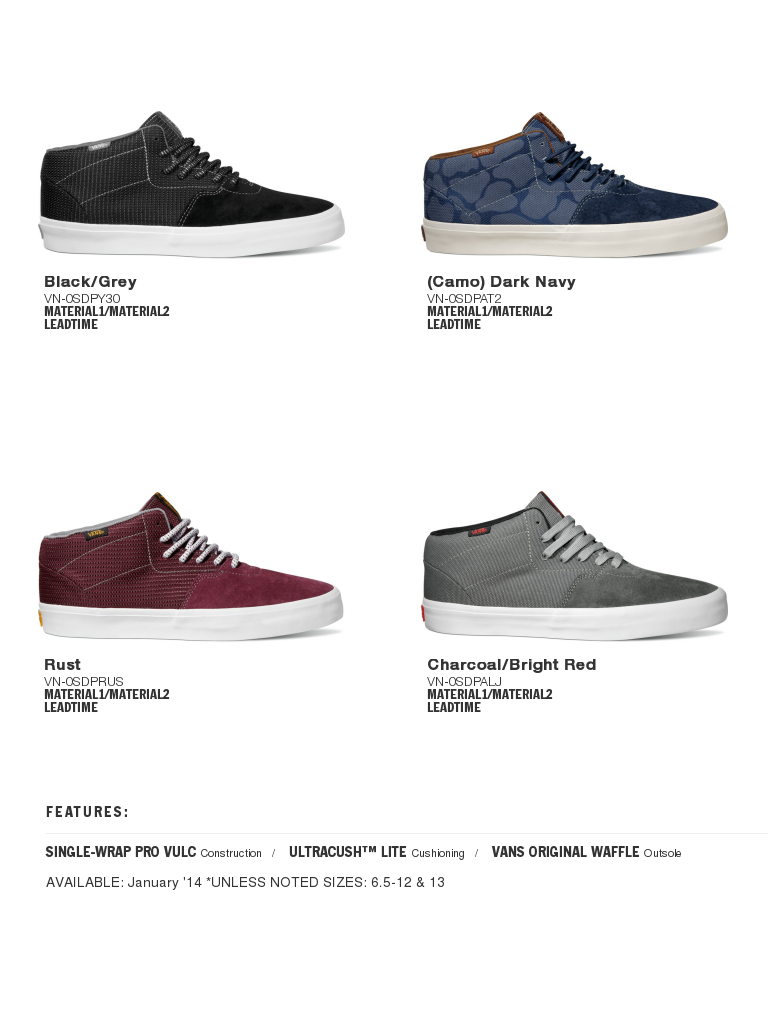 Black/Grey
VN-0SDPY30
MATERIAL1/MATERIAL2
LEADTIME
(Camo) Dark Navy
VN-0SDPAT2
MATERIAL1/MATERIAL2
LEADTIME
Rust
VN-0SDPRUS
MATERIAL1/MATERIAL2
LEADTIME
Charcoal/Bright Red
VN-0SDPALJ
MATERIAL1/MATERIAL2
LEADTIME
FEATURES:
SINGLE-WRAP PRO VULC Construction / ULTRACUSH™ LITE Cushioning / VANS ORIGINAL WAFFLE Outsole
AVAILABLE: January '14 *UNLESS NOTED SIZES: 6.5-12 & 13